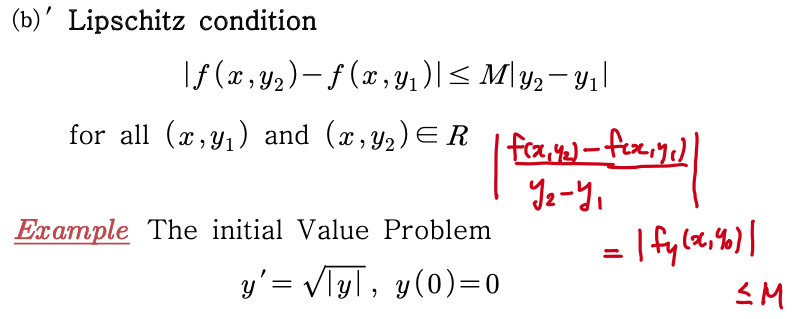 (b)′ Lipschitz condition
|f(x,y₂)−f(x,y₁)|≤ M|y₂−y₁|
for all (x,y₁) and (x,y₂)∈R
|f(x,y₂)−f(x,y₁) / y₂−y₁|
= |f_y(x,y₀)|
≤M
Example The initial Value Problem
y′=√|y|, y(0)=0